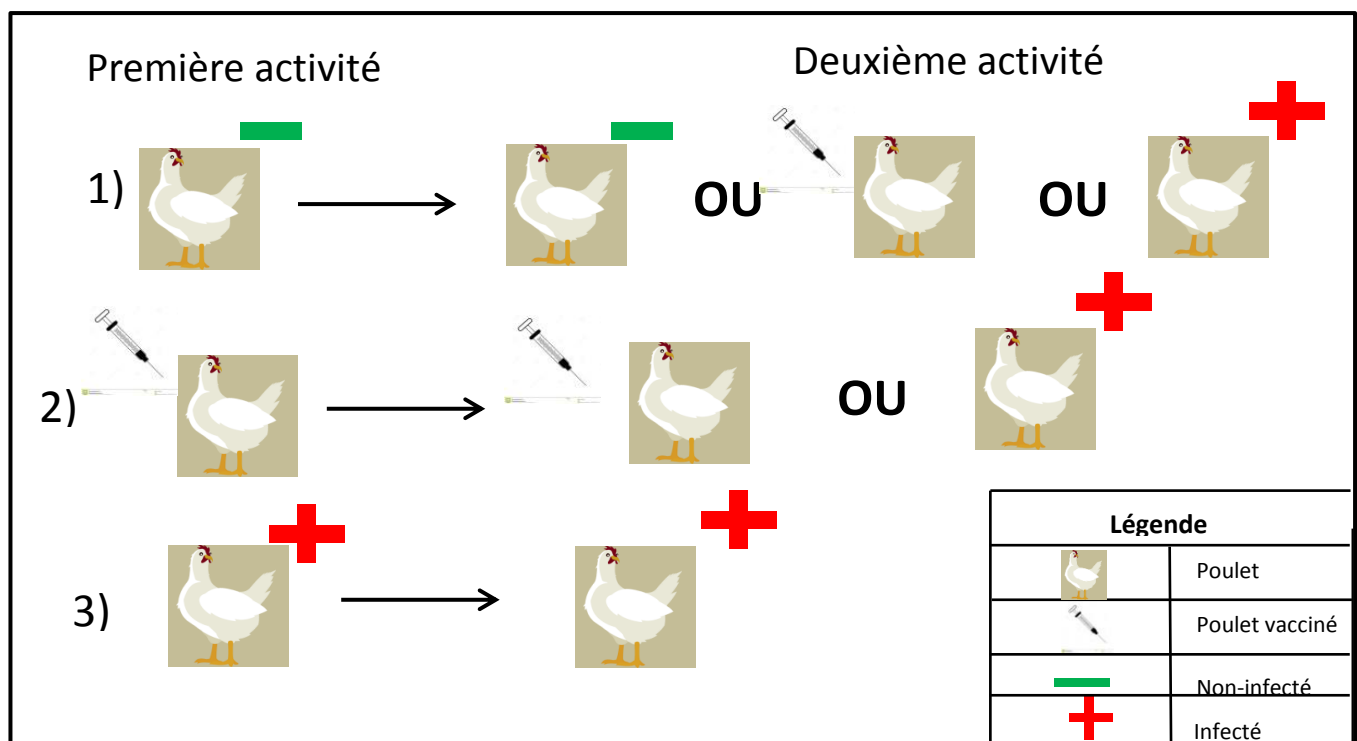 Première activité
Deuxième activité
1)
OU
OU
2)
OU
3)
Légende
Poulet
Poulet vacciné
Non-infecté
Infecté